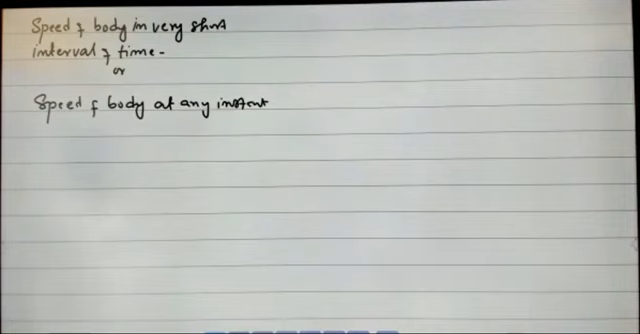 Speed of body in very short
interval of time -
or
Speed of body at any instant